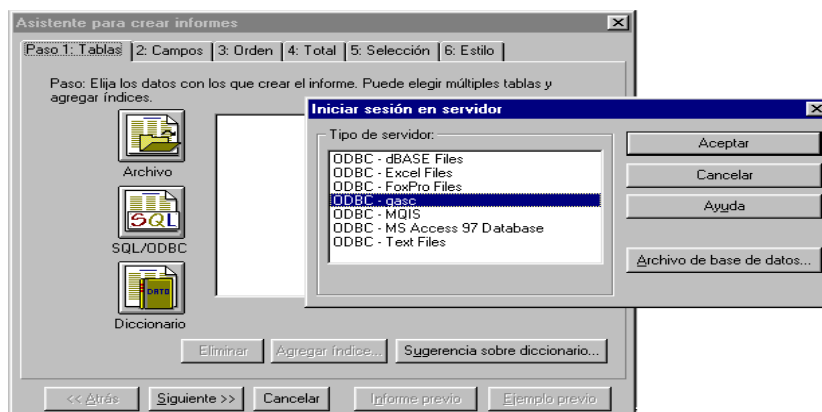 Asistente para crear informes
Paso 1: Tablas 2: Campos 3: Orden 4: Total 5: Selección 6: Estilo
Paso: Elija los datos con los que crear el informe. Puede elegir múltiples tablas y
agregar índices.
Archivo
SQL
SQL/ODBC
DATO
Diccionario
Eliminar Agregar índice... Sugerencia sobre diccionario...
<< Atrás Siguiente >> Cancelar Informe previo Ejemplo previo
Iniciar sesión en servidor
Tipo de servidor:
ODBC - dBASE Files
ODBC - Excel Files
ODBC - FoxPro Files
ODBC - gasc
ODBC - MQIS
ODBC - MS Access 97 Database
ODBC - Text Files
Aceptar
Cancelar
Ayuda
Archivo de base de datos...